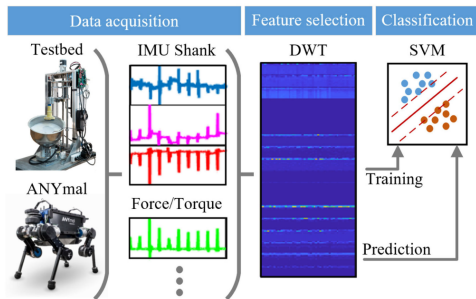 Data acquisition
Feature selection
Classification
Testbed
IMU Shank
DWT
SVM
ANYmal
Force/Torque
Training
Prediction